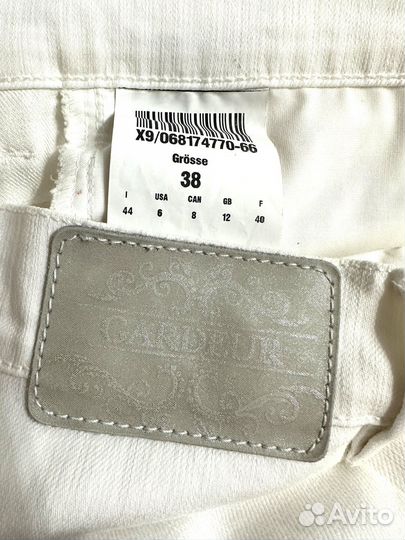 X9/068174770-66
Grösse
38
I USA CAN GB F
44 6 8 12 40
GARDEUR
Avito